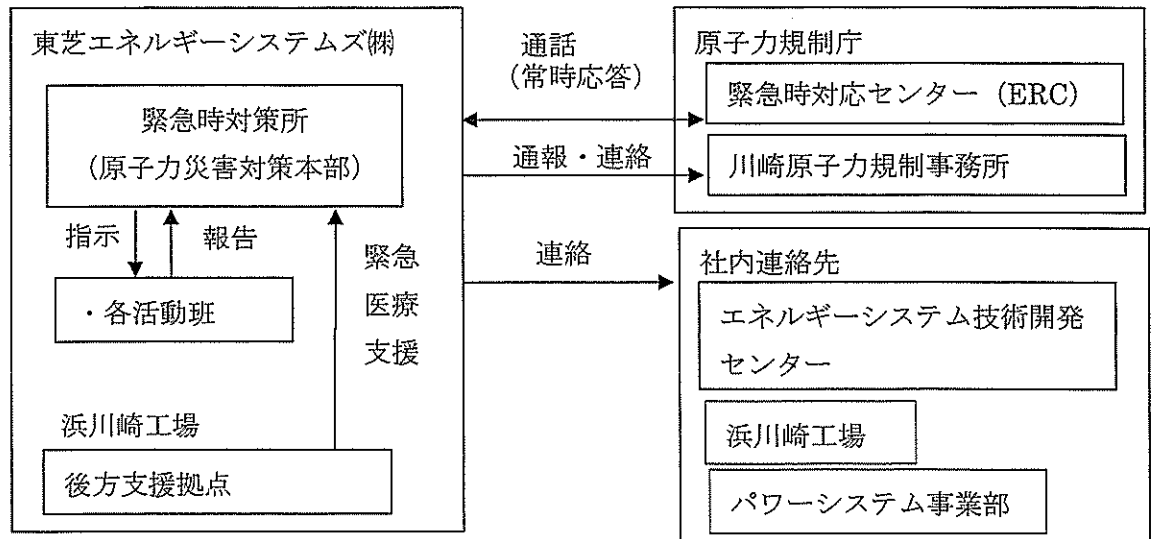 東芝エネルギーシステムズ㈱
緊急時対策所
(原子力災害対策本部)
指示
報告
・各活動班
緊急
医療
支援
浜川崎工場
後方支援拠点
通話
(常時応答)
通報・連絡
連絡
原子力規制庁
緊急時対応センター (ERC)
川崎原子力規制事務所
社内連絡先
エネルギーシステム技術開発
センター
浜川崎工場
パワーシステム事業部